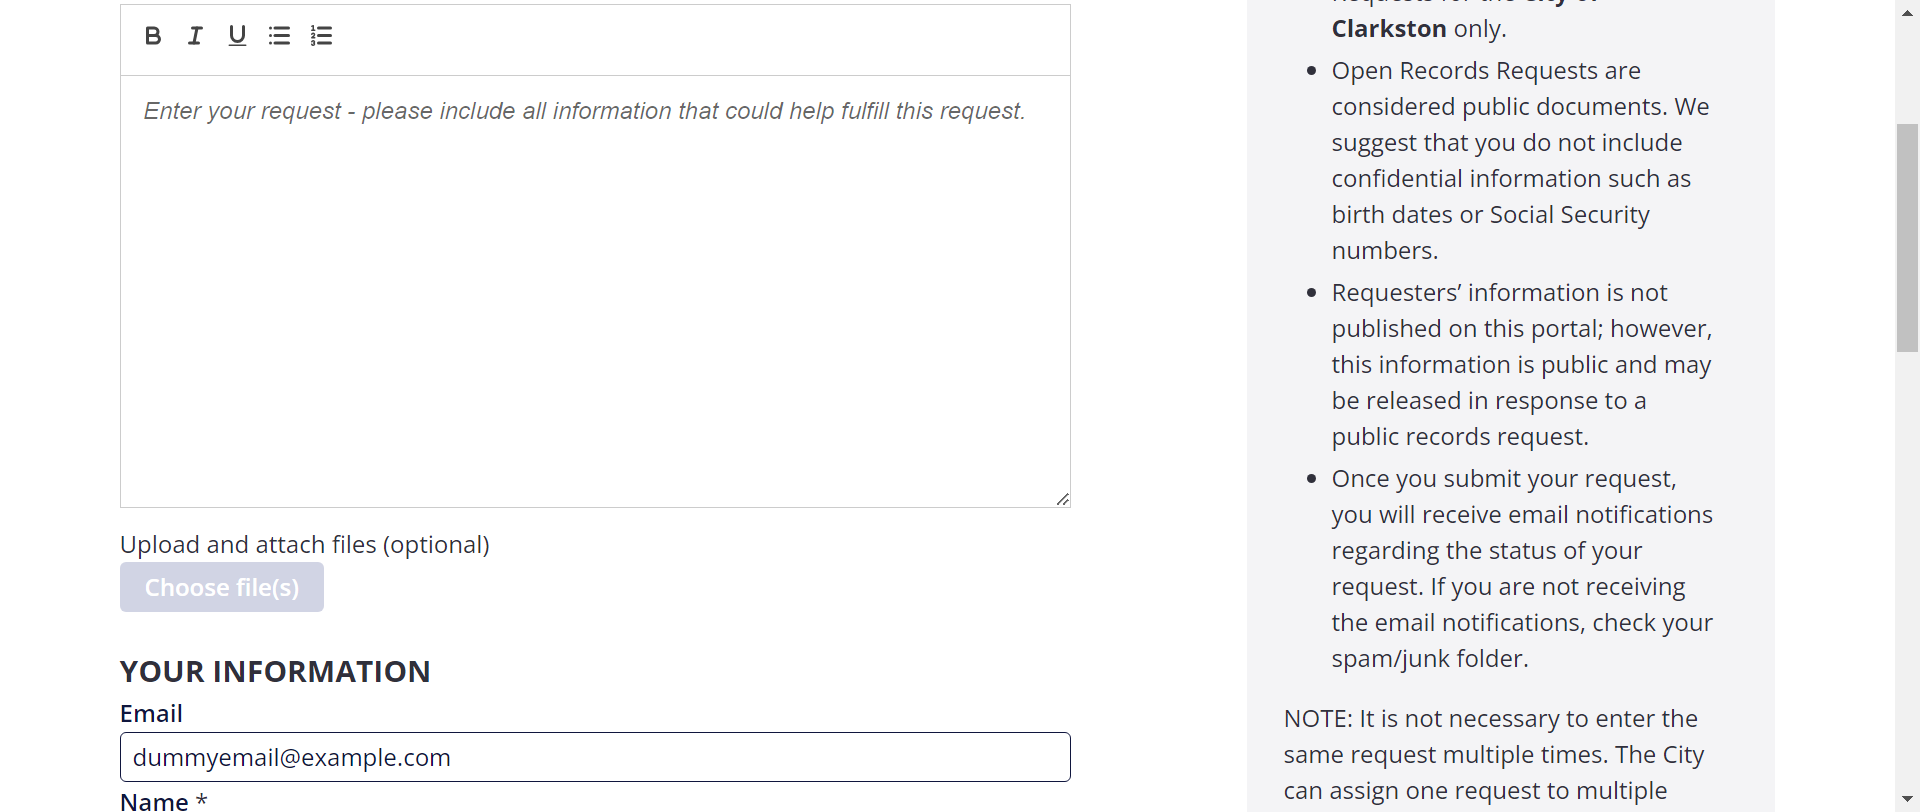 Enter your request - please include all information that could help fulfill this request.
Upload and attach files (optional)
Choose file(s)
YOUR INFORMATION
Email
dummyemail@example.com
Name *
Requests for the City of
Clarkston only.
Open Records Requests are
considered public documents. We
suggest that you do not include
confidential information such as
birth dates or Social Security
numbers.
Requesters’ information is not
published on this portal; however,
this information is public and may
be released in response to a
public records request.
Once you submit your request,
you will receive email notifications
regarding the status of your
request. If you are not receiving
the email notifications, check your
spam/junk folder.
NOTE: It is not necessary to enter the
same request multiple times. The City
can assign one request to multiple